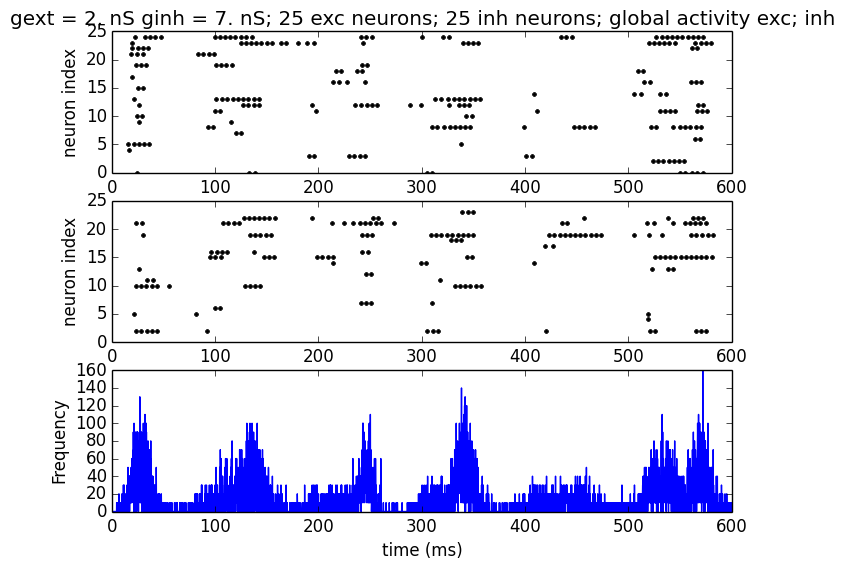 gext = 2. nS ginh = 7. nS; 25 exc neurons; 25 inh neurons; global activity exc; inh
25
20
15
10
5
0
neuron index
0 100 200 300 400 500 600
25
20
15
10
5
0
neuron index
0 100 200 300 400 500 600
160
140
120
100
80
60
40
20
0
Frequency
0 100 200 300 400 500 600
time (ms)